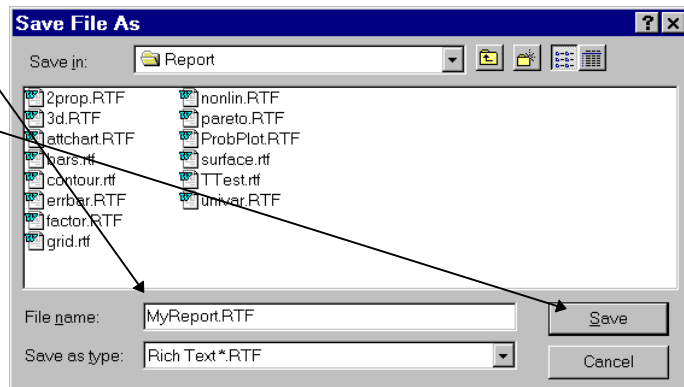 Save File As
Save in: Report
2prop.RTF
3d.RTF
attchart.RTF
bars.rtf
contour.rtf
errbar.RTF
factor.RTF
grid.rtf
nonlin.RTF
pareto.RTF
ProbPlot.RTF
surface.rtf
TTest.rtf
univar.RTF
File name: MyReport.RTF Save
Save as type: Rich Text*.RTF Cancel